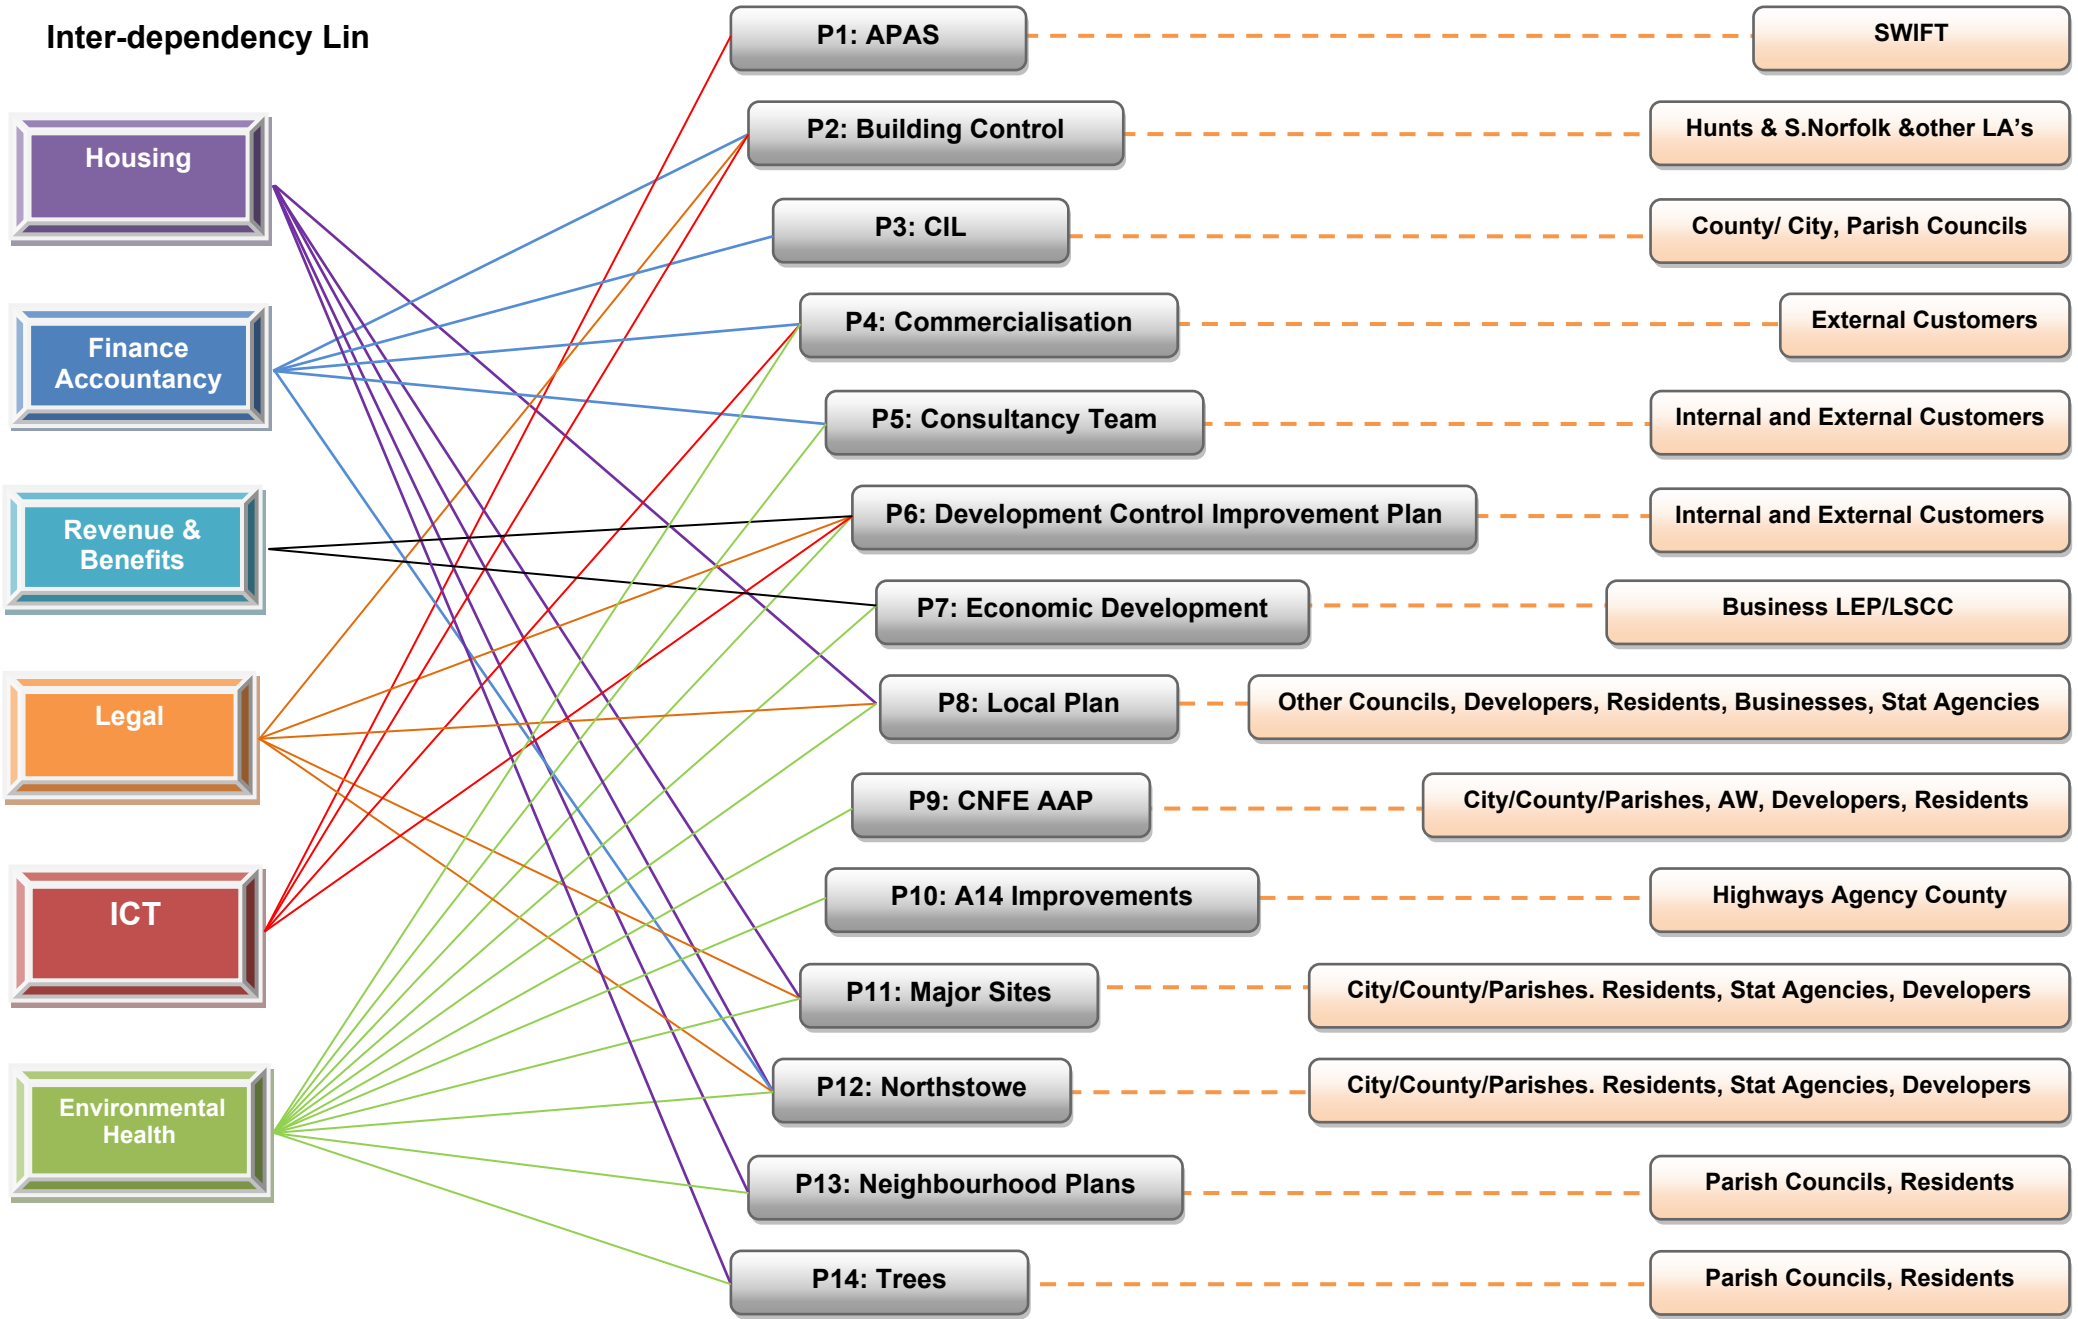 Inter-dependency Lin
Housing
Finance
Accountancy
Revenue &
Benefits
Legal
ICT
Environmental
Health
P1: APAS
SWIFT
P2: Building Control
Hunts & S.Norfolk &other LA's
P3: CIL
County/ City, Parish Councils
P4: Commercialisation
External Customers
P5: Consultancy Team
Internal and External Customers
P6: Development Control Improvement Plan
Internal and External Customers
P7: Economic Development
Business LEP/LSCC
P8: Local Plan
Other Councils, Developers, Residents, Businesses, Stat Agencies
P9: CNFE AAP
City/County/Parishes, AW, Developers, Residents
P10: A14 Improvements
Highways Agency County
P11: Major Sites
City/County/Parishes. Residents, Stat Agencies, Developers
P12: Northstowe
City/County/Parishes. Residents, Stat Agencies, Developers
P13: Neighbourhood Plans
Parish Councils, Residents
P14: Trees
Parish Councils, Residents